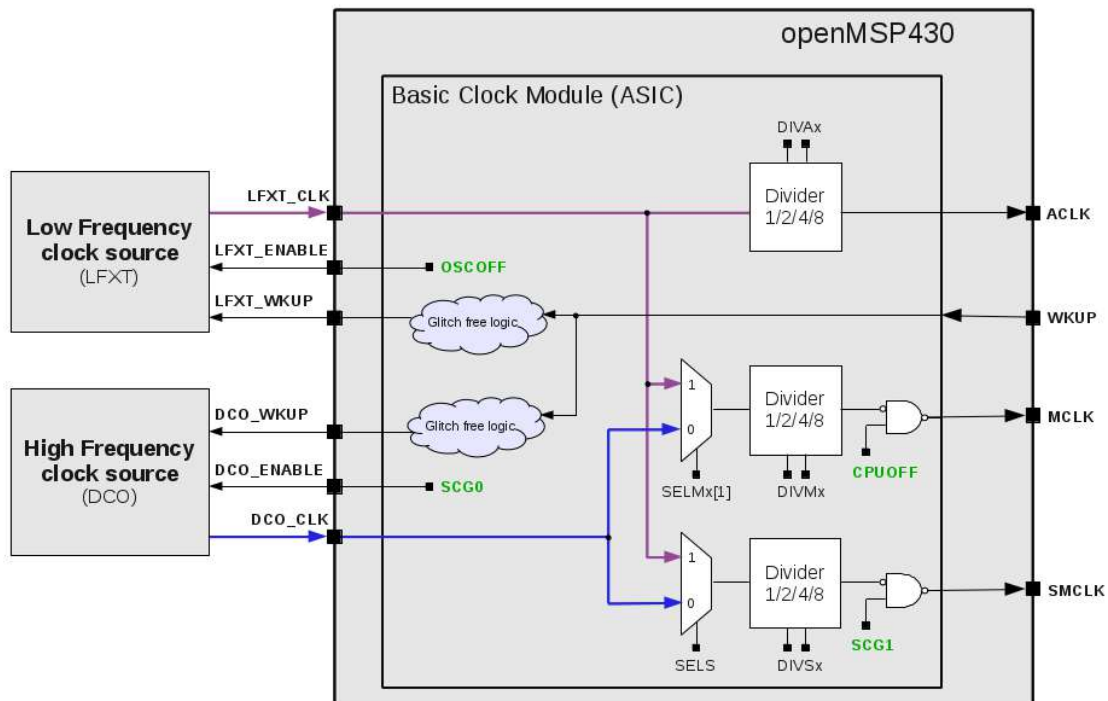 openMSP430
Basic Clock Module (ASIC)
DIVAx
Low Frequency
clock source
(LFXT)
LFXT_CLK
LFXT_ENABLE
LFXT_WKUP
OSCOFF
Glitch free logic
Divider
1/2/4/8
ACLK
WKUP
High Frequency
clock source
(DCO)
DCO_WKUP
DCO_ENABLE
DCO_CLK
Glitch free logic
SCG0
1
0
SELMx[1]
Divider
1/2/4/8
DIVMx
CPUOFF
MCLK
1
0
SELS
Divider
1/2/4/8
DIVSx
SCG1
SMCLK